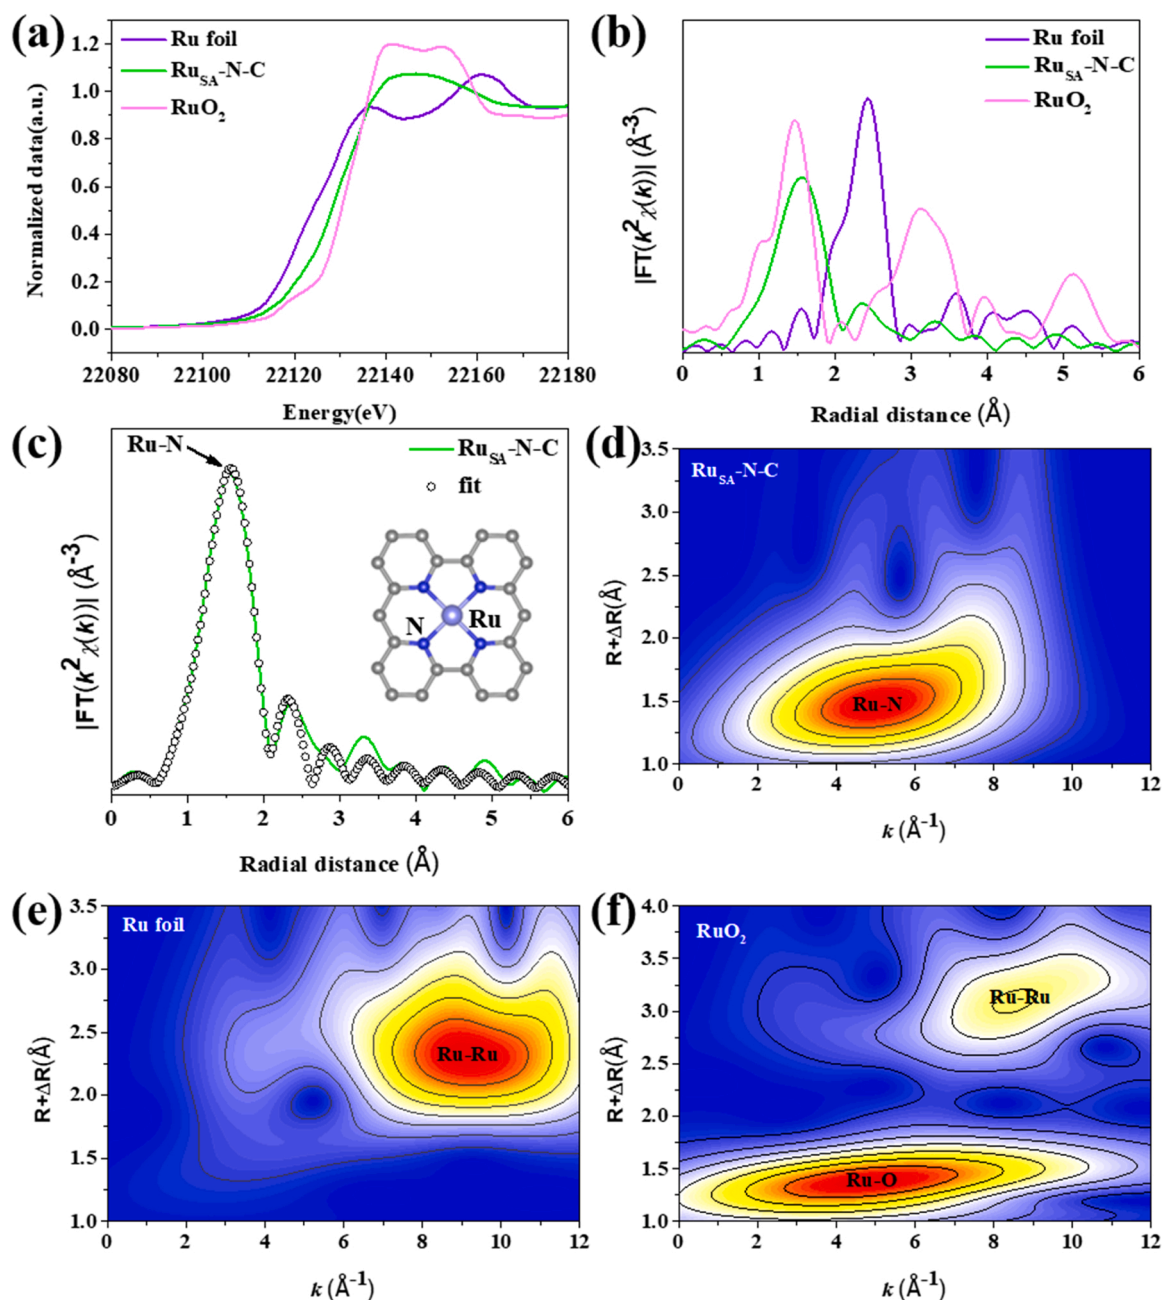 (a)
Ru foil
Ru_SA-N-C
RuO₂
Normalized data(a.u.)
1.2
1.0
0.8
0.6
0.4
0.2
0.0
22080 22100 22120 22140 22160 22180
Energy(eV)
(b)
Ru foil
Ru_SA-N-C
RuO₂
|FT(k²χ(k))| (Å⁻³)
0 1 2 3 4 5 6
Radial distance (Å)
(c)
Ru-N
Ru_SA-N-C
fit
N Ru
|FT(k²χ(k))| (Å⁻³)
0 1 2 3 4 5 6
Radial distance (Å)
(d)
Ru_SA-N-C
R+ΔR(Å)
3.5
3.0
2.5
2.0
1.5
1.0
Ru-N
0 2 4 6 8 10 12
k (Å⁻¹)
(e)
Ru foil
R+ΔR(Å)
3.5
3.0
2.5
2.0
1.5
1.0
Ru-Ru
0 2 4 6 8 10 12
k (Å⁻¹)
(f)
RuO₂
R+ΔR(Å)
4.0
3.5
3.0
2.5
2.0
1.5
1.0
Ru-Ru
Ru-O
0 2 4 6 8 10 12
k (Å⁻¹)